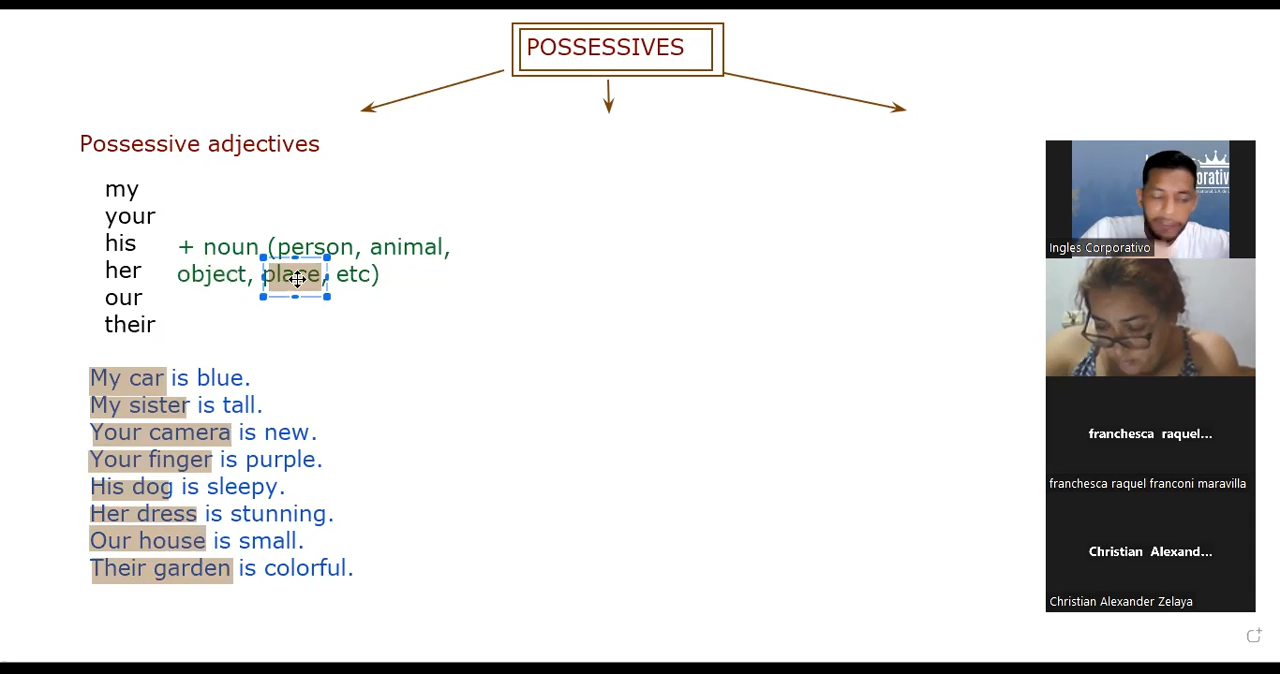 POSSESSIVES
Possessive adjectives
my
your
his
her
our
their
+ noun (person, animal,
object, place, etc)
My car is blue.
My sister is tall.
Your camera is new.
Your finger is purple.
His dog is sleepy.
Her dress is stunning.
Our house is small.
Their garden is colorful.
Ingles Corporativo
franchesca raquel...
franchesca raquel franconi maravilla
Christian Alexand...
Christian Alexander Zelaya